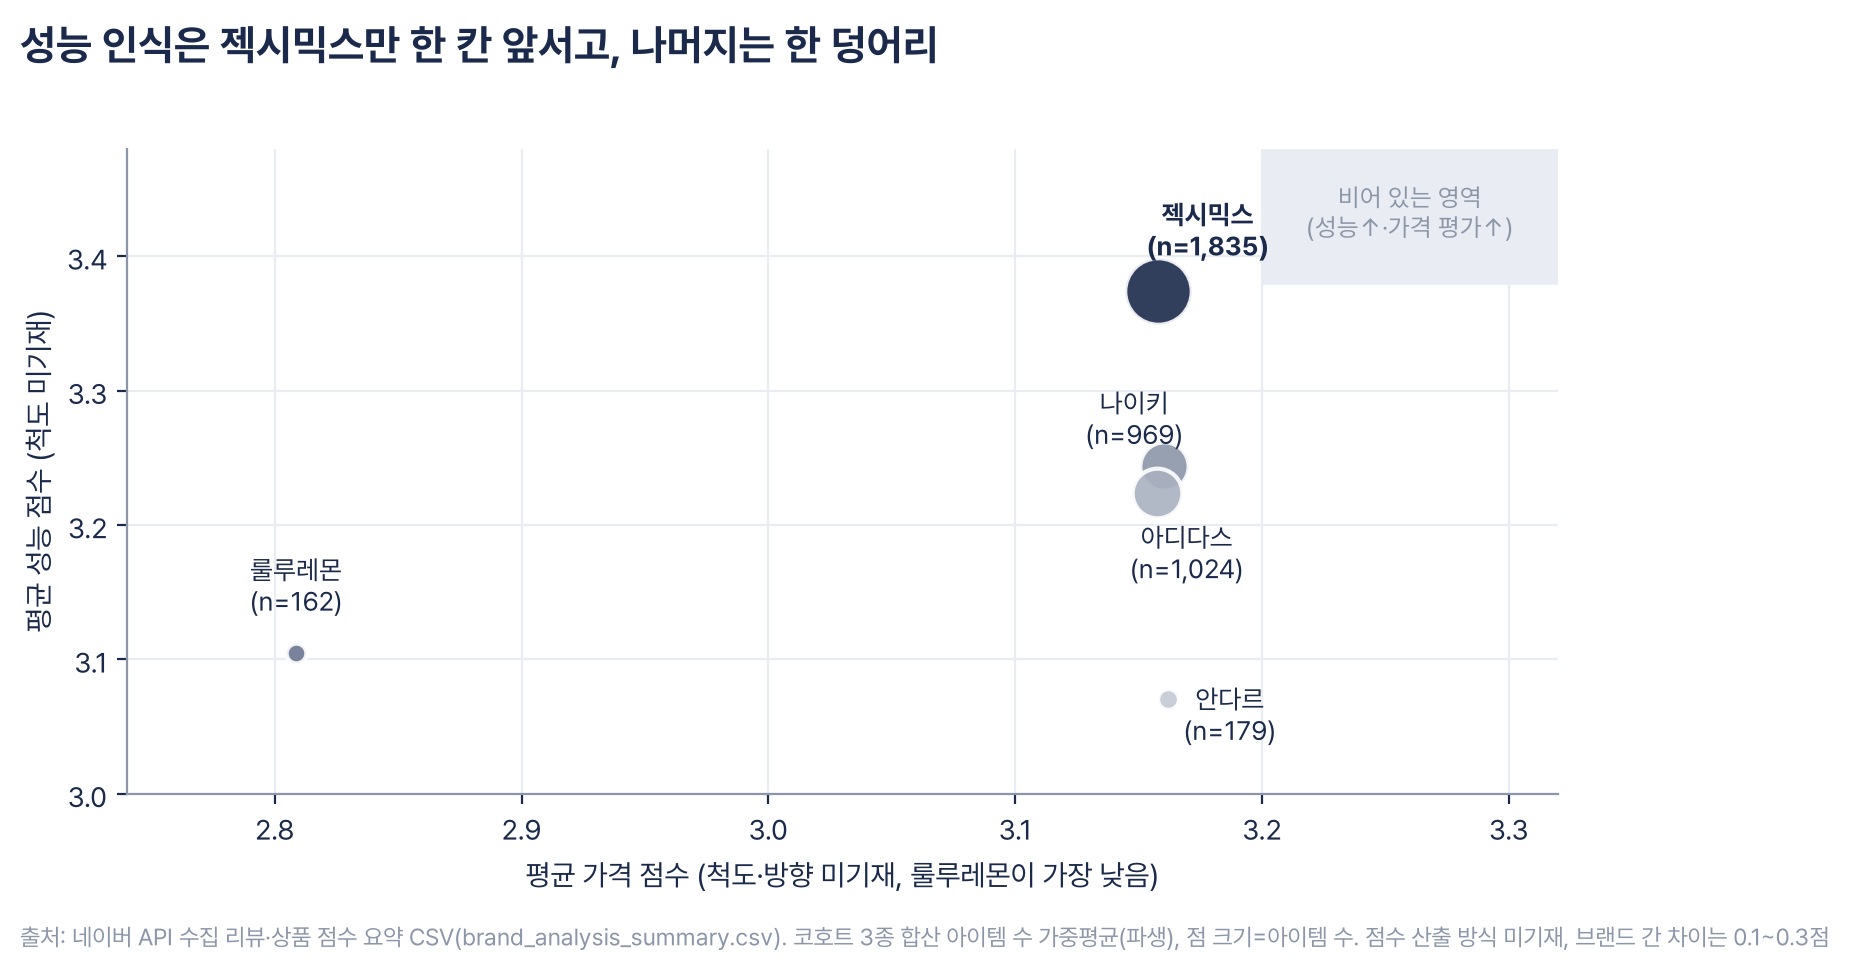 성능 인식은 젝시믹스만 한 칸 앞서고, 나머지는 한 덩어리
비어 있는 영역
(성능↑·가격 평가↑)
젝시믹스
(n=1,835)
나이키
(n=969)
아디다스
(n=1,024)
룰루레몬
(n=162)
안다르
(n=179)
평균 성능 점수 (척도 미기재)
3.4
3.3
3.2
3.1
3.0
2.8 2.9 3.0 3.1 3.2 3.3
평균 가격 점수 (척도·방향 미기재, 룰루레몬이 가장 낮음)
출처: 네이버 API 수집 리뷰·상품 점수 요약 CSV(brand_analysis_summary.csv). 코호트 3종 합산 아이템 수 가중평균(파생), 점 크기=아이템 수. 점수 산출 방식 미기재, 브랜드 간 차이는 0.1~0.3점